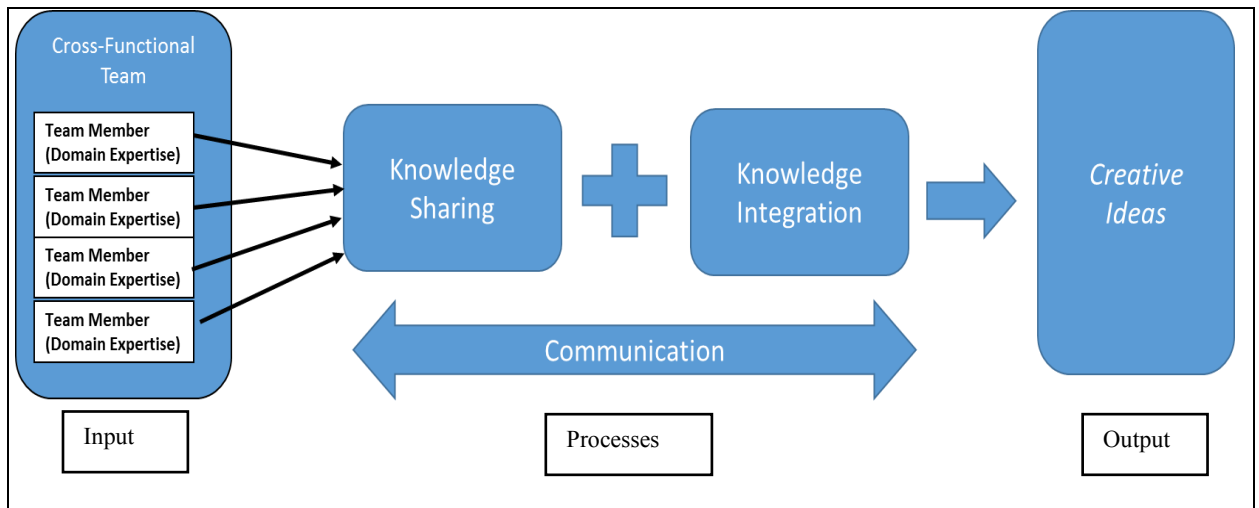 Cross-Functional
Team
Team Member
(Domain Expertise)
Team Member
(Domain Expertise)
Team Member
(Domain Expertise)
Team Member
(Domain Expertise)
Knowledge
Sharing
Knowledge
Integration
Creative
Ideas
Communication
Input
Processes
Output